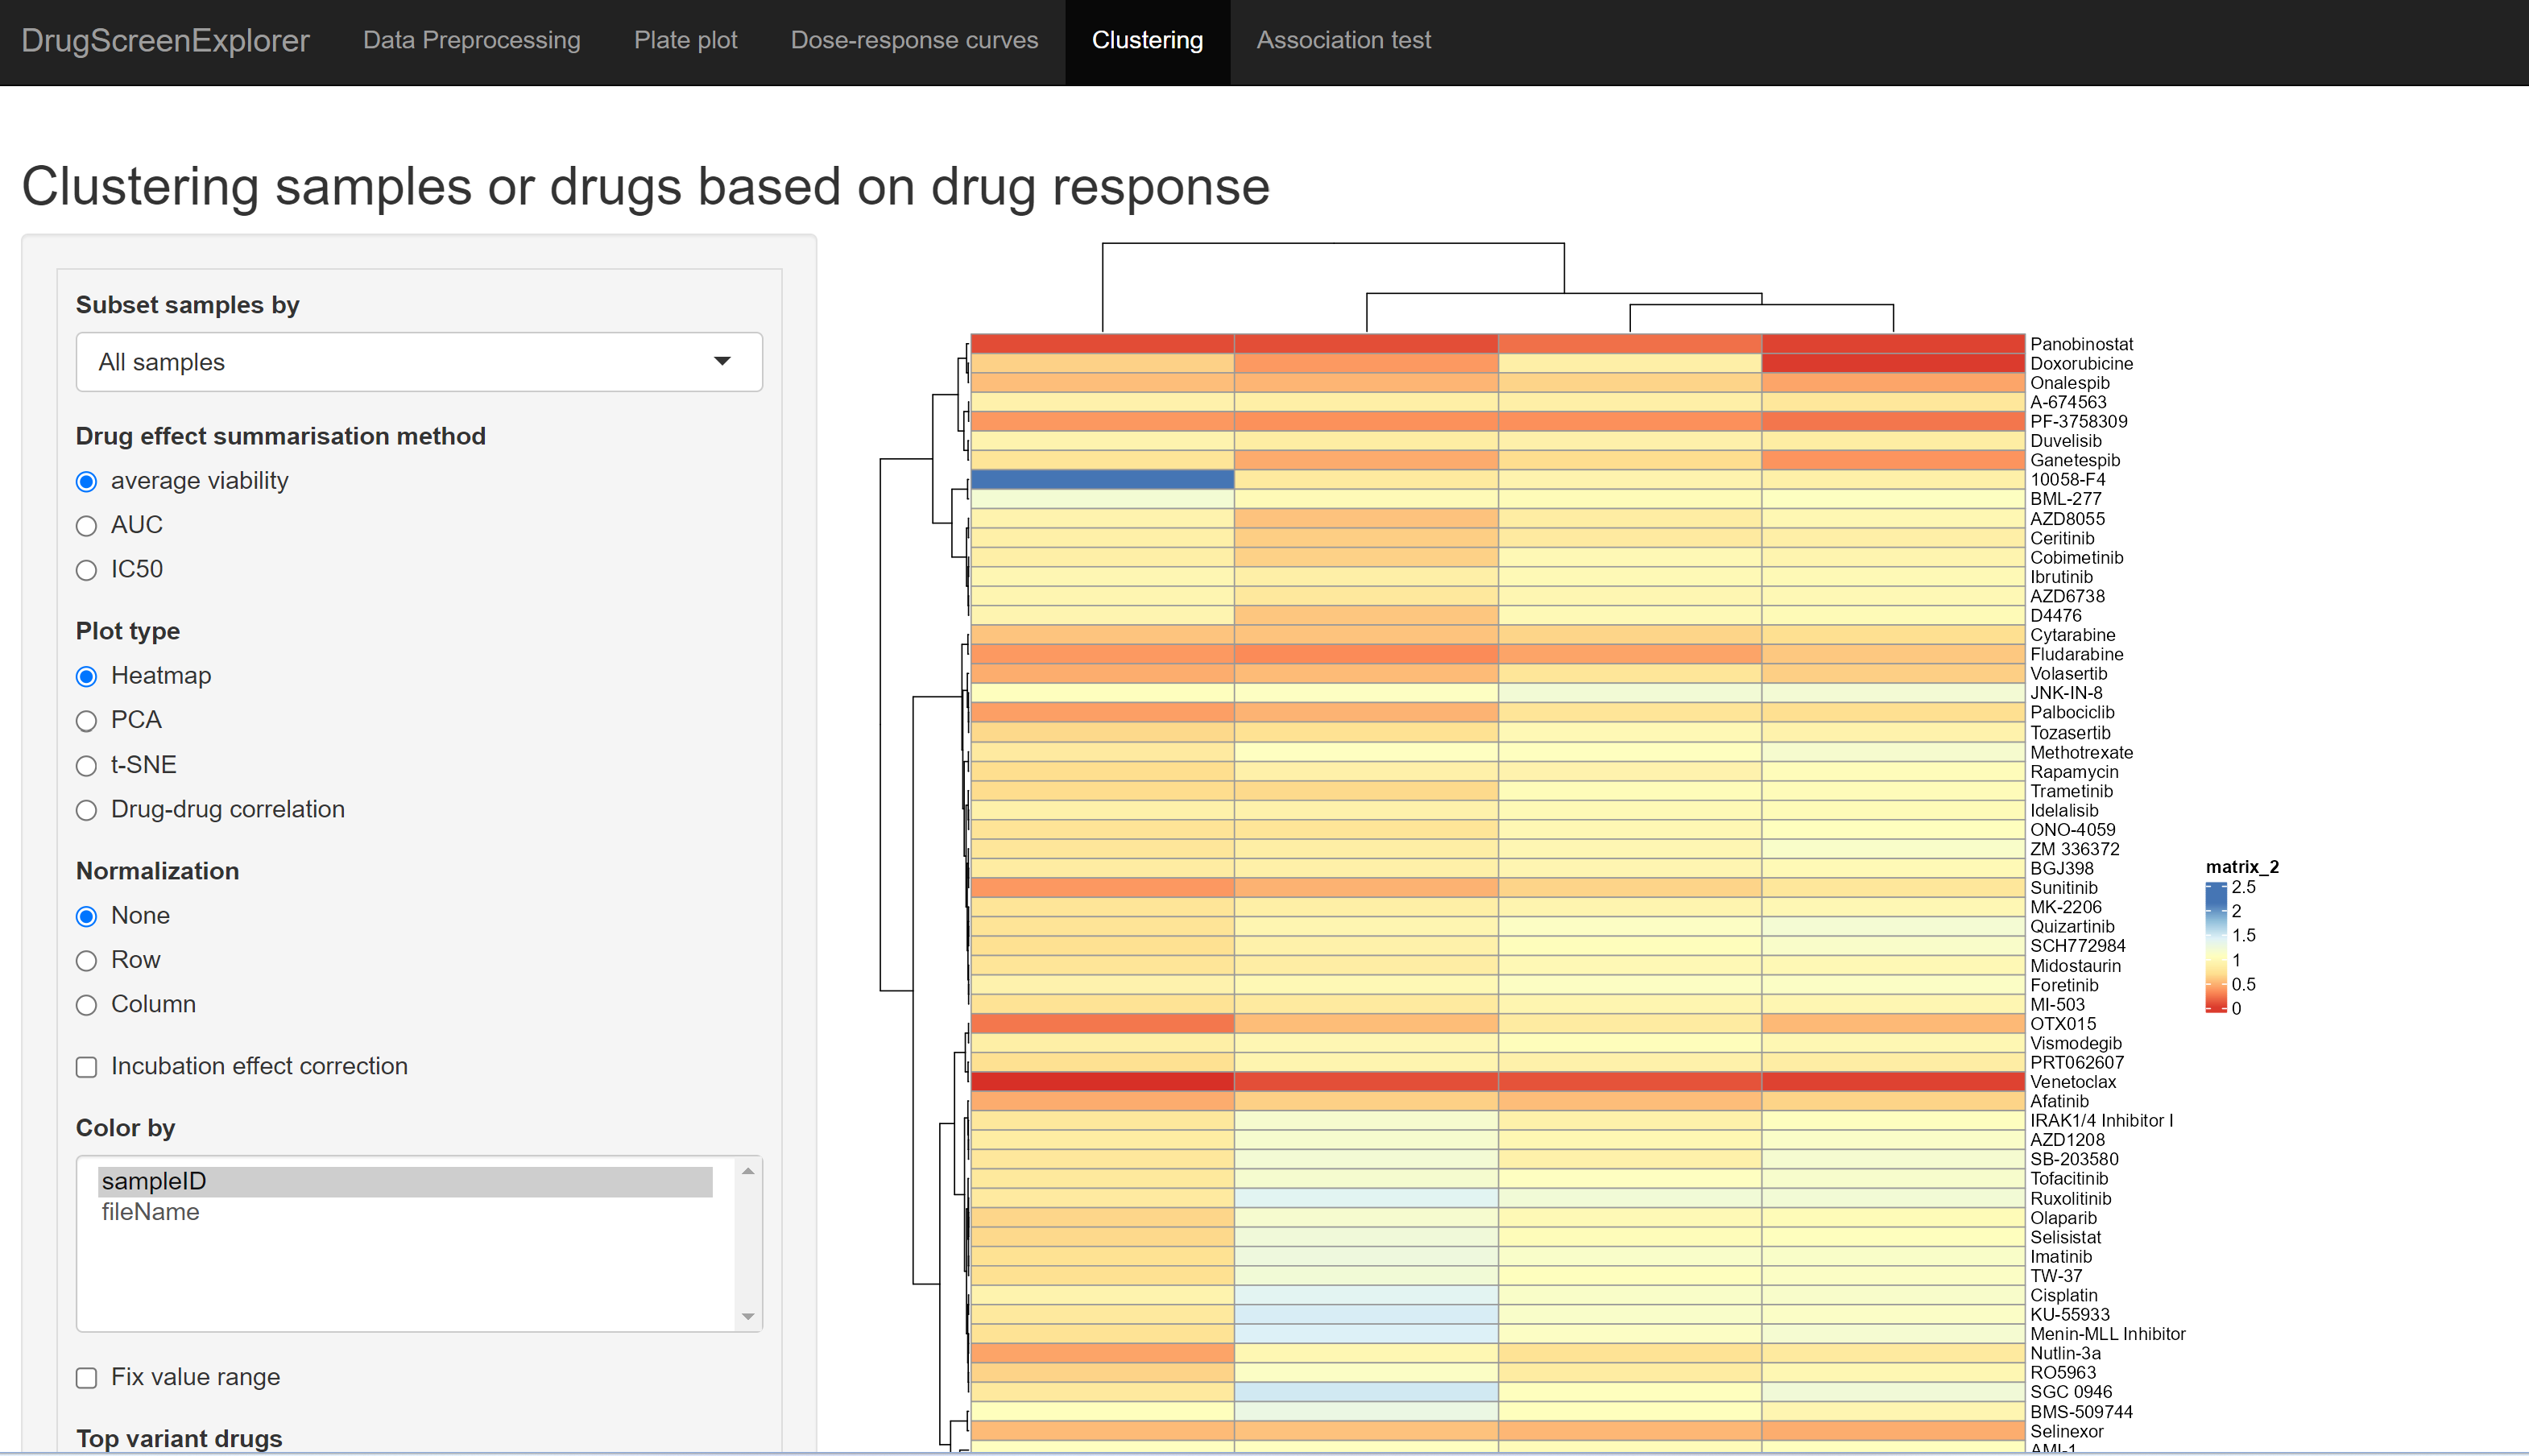 DrugScreenExplorer Data Preprocessing Plate plot Dose-response curves Clustering Association test
Clustering samples or drugs based on drug response
Subset samples by
All samples
Drug effect summarisation method
average viability
AUC
IC50
Plot type
Heatmap
PCA
t-SNE
Drug-drug correlation
Normalization
None
Row
Column
Incubation effect correction
Color by
sampleID
fileName
Fix value range
Top variant drugs
Panobinostat
Doxorubicine
Onalespib
A-674563
PF-3758309
Duvelisib
Ganetespib
10058-F4
BML-277
AZD8055
Ceritinib
Cobimetinib
Ibrutinib
AZD6738
D4476
Cytarabine
Fludarabine
Volasertib
JNK-IN-8
Palbociclib
Tozasertib
Methotrexate
Rapamycin
Trametinib
Idelalisib
ONO-4059
ZM 336372
BGJ398
Sunitinib
MK-2206
Quizartinib
SCH772984
Midostaurin
Foretinib
MI-503
OTX015
Vismodegib
PRT062607
Venetoclax
Afatinib
IRAK1/4 Inhibitor I
AZD1208
SB-203580
Tofacitinib
Ruxolitinib
Olaparib
Selisistat
Imatinib
TW-37
Cisplatin
KU-55933
Menin-MLL Inhibitor
Nutlin-3a
RO5963
SGC 0946
BMS-509744
Selinexor
AMI-1
matrix_2
2.5
2
1.5
1
0.5
0